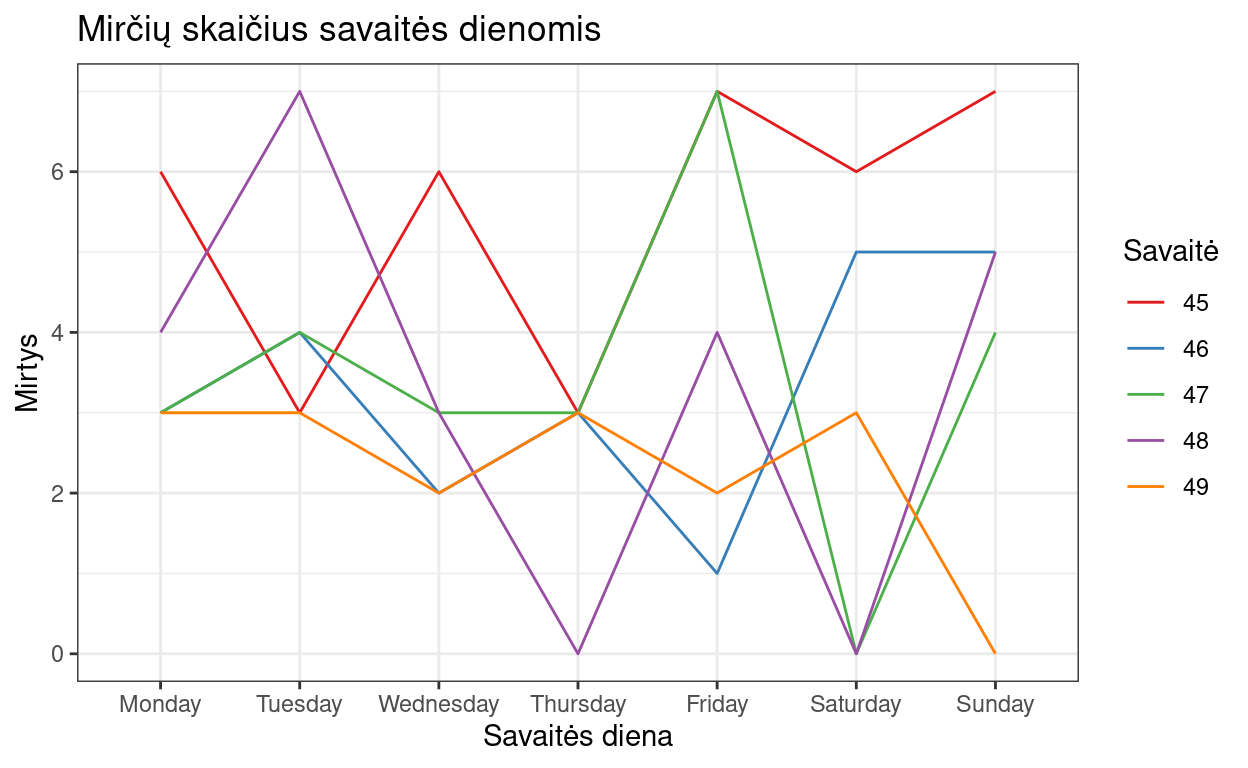 Mirčių skaičius savaitės dienomis
Mirtys
6
4
2
0
Monday Tuesday Wednesday Thursday Friday Saturday Sunday
Savaitės diena
Savaitė
45
46
47
48
49